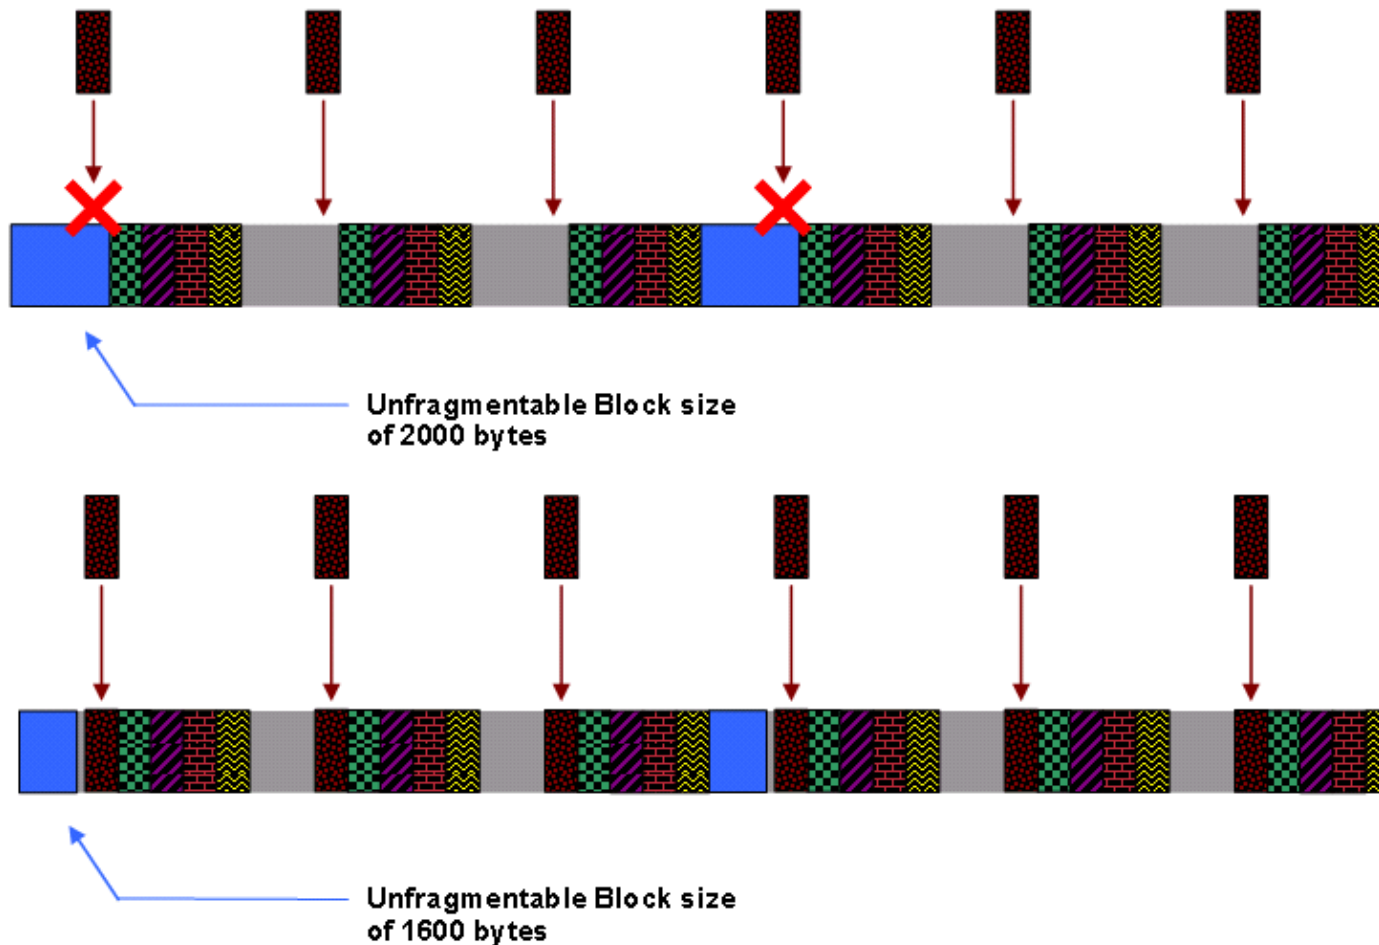 Unfragmentable Block size
of 2000 bytes
Unfragmentable Block size
of 1600 bytes